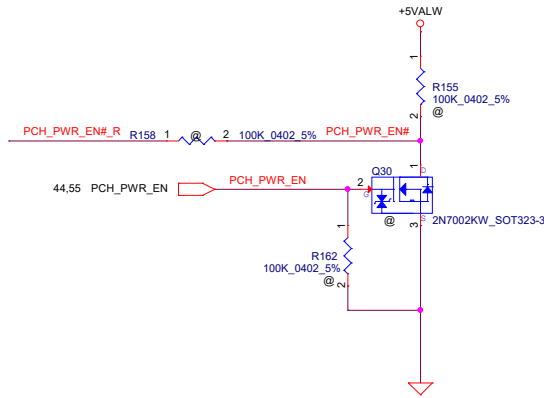 +5VALW
1
R155
100K_0402_5%
2
@
PCH_PWR_EN#_R
R158
1
@
2
100K_0402_5%
PCH_PWR_EN#
1
D
Q30
44,55
PCH_PWR_EN
PCH_PWR_EN
2
G
@
S
3
2N7002KW_SOT323-3
1
R162
100K_0402_5%
@
2